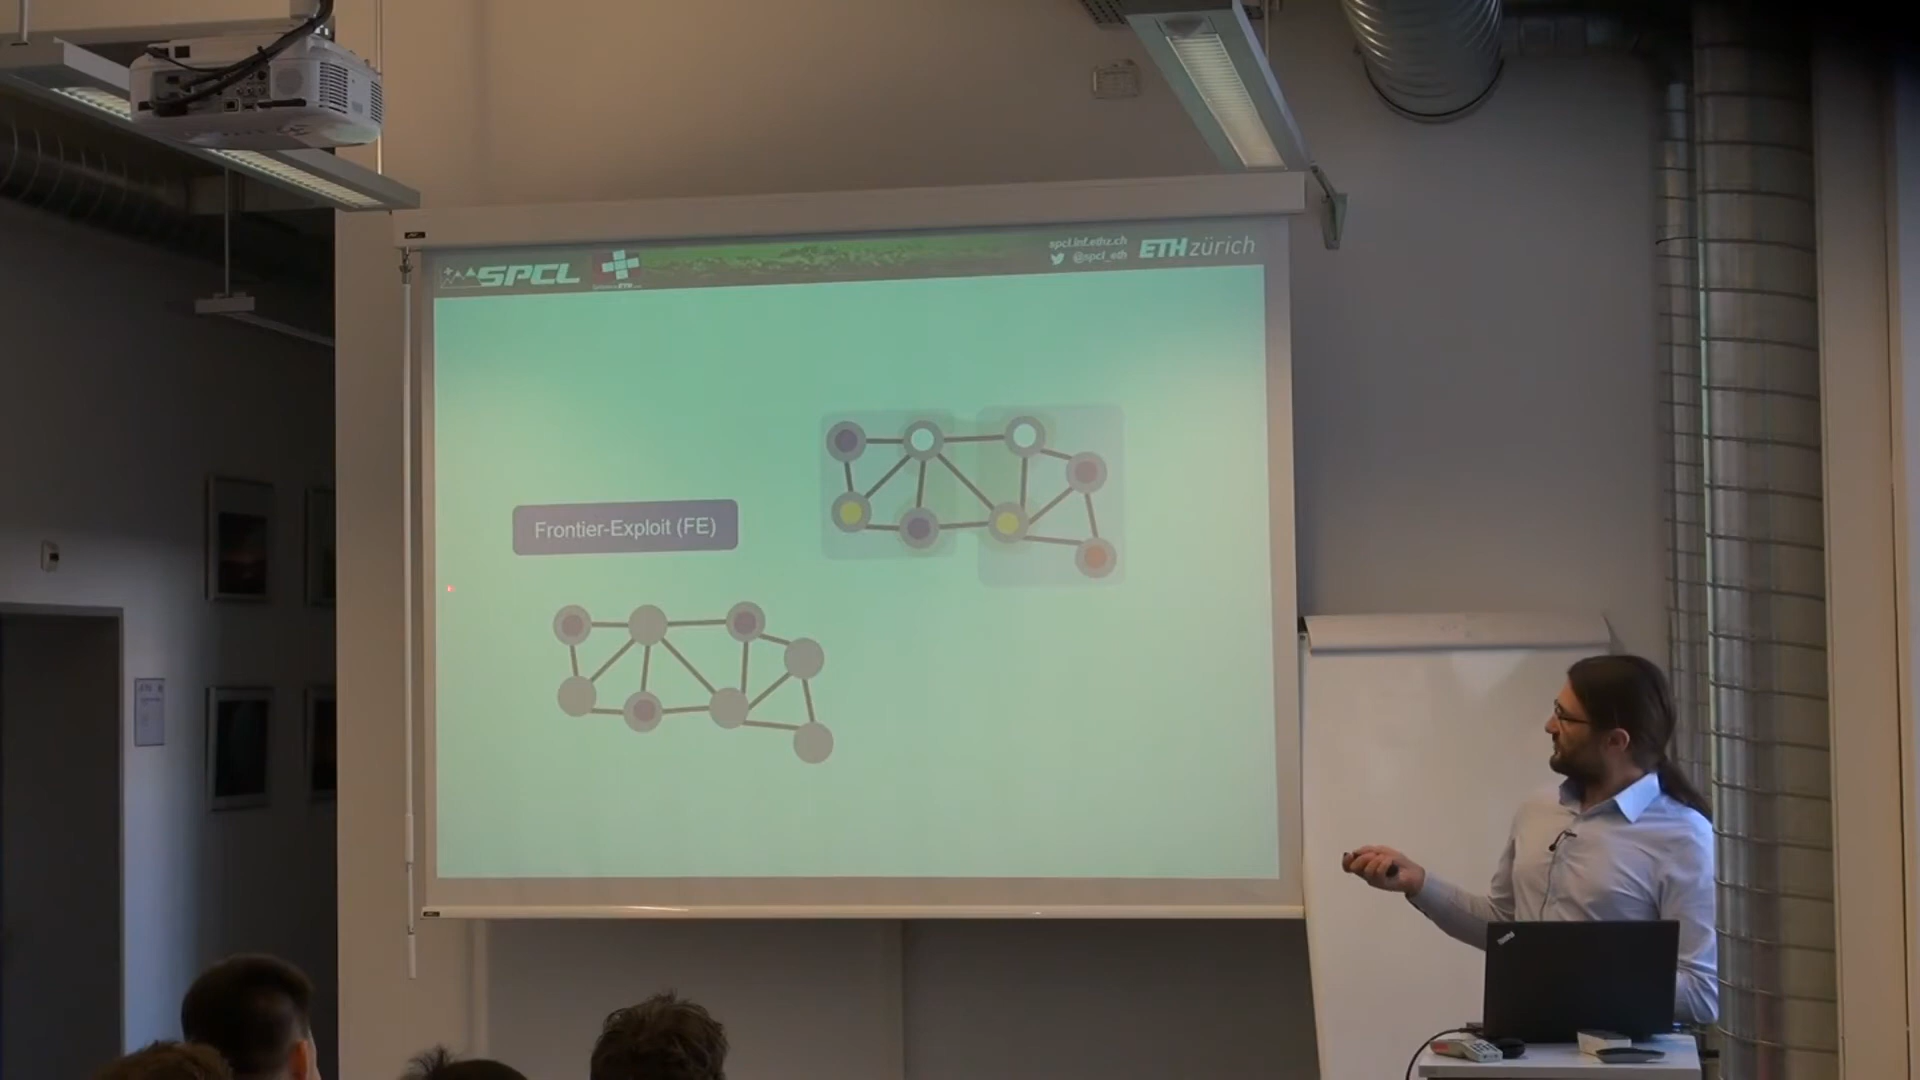 SPCL
spcl.inf.ethz.ch
@spcl_eth
ETH zürich
Frontier-Exploit (FE)